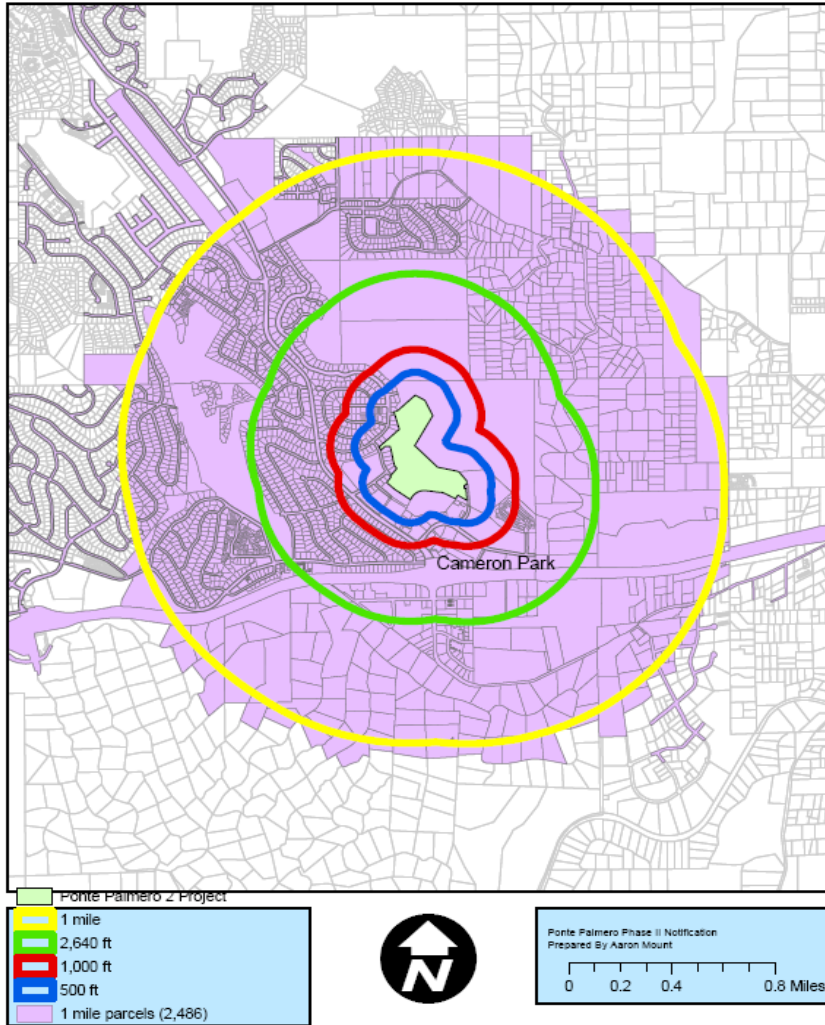 Cameron Park
Ponte Palmero 2 Project
1 mile
2,640 ft
1,000 ft
500 ft
1 mile parcels (2,486)
N
Ponte Palmero Phase II Notification
Prepared By Aaron Mount
0 0.2 0.4 0.8 Miles